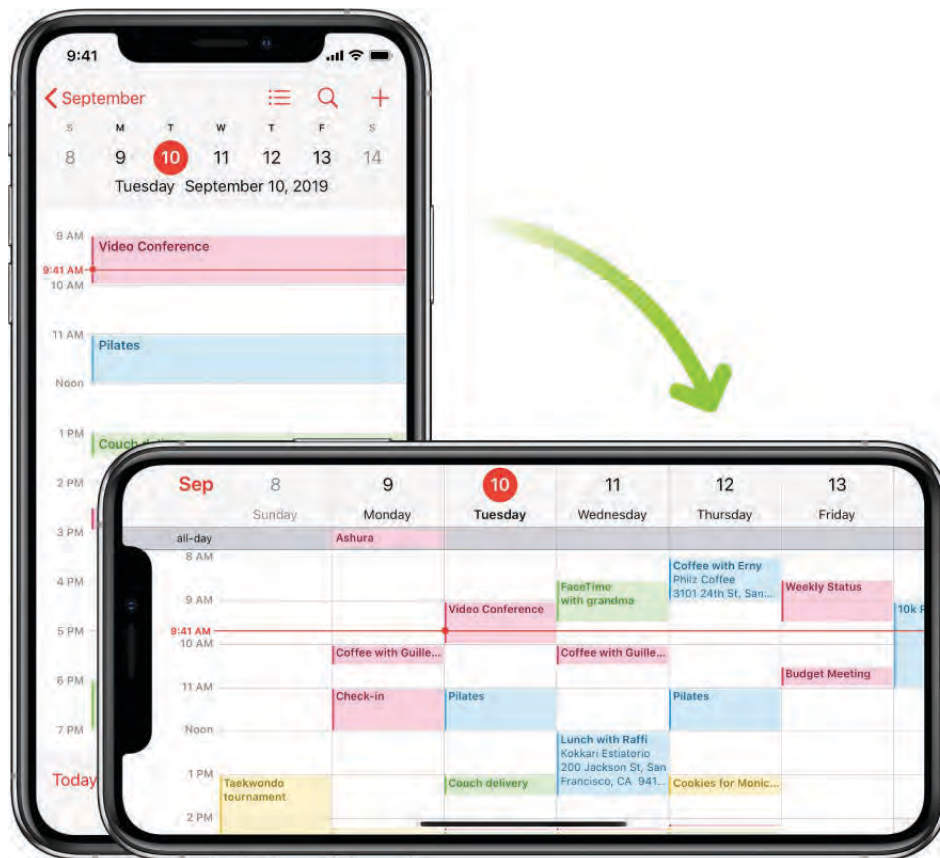 9:41
September
S M T W T F S
8 9 10 11 12 13 14
Tuesday September 10, 2019
9 AM
Video Conference
9:41 AM
10 AM
11 AM
Pilates
Noon
1 PM
2 PM
3 PM
4 PM
5 PM
6 PM
7 PM
Today
Sep 8 9 10 11 12 13
Sunday Monday Tuesday Wednesday Thursday Friday
all-day Ashura
8 AM
Coffee with Erny
Philz Coffee
3101 24th St, San...
FaceTime
with grandma
Weekly Status
9 AM
Video Conference
10k
9:41 AM
10 AM
Coffee with Guille...
Coffee with Guille...
Budget Meeting
11 AM
Check-in
Pilates
Pilates
Noon
Lunch with Raffi
Kokkari Estiatorio
200 Jackson St, San
Francisco, CA 941...
1 PM
Taekwondo
tournament
Couch delivery
Cookies for Monic...
2 PM